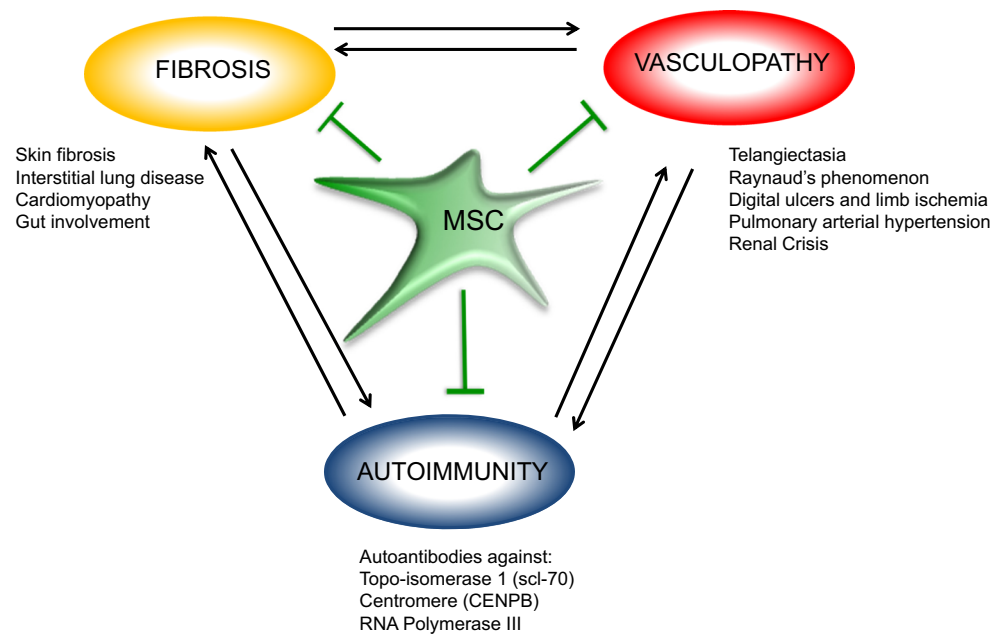 FIBROSIS
VASCULOPATHY
Skin fibrosis
Interstitial lung disease
Cardiomyopathy
Gut involvement
Telangiectasia
Raynaud's phenomenon
Digital ulcers and limb ischemia
Pulmonary arterial hypertension
Renal Crisis
MSC
AUTOIMMUNITY
Autoantibodies against:
Topo-isomerase 1 (scl-70)
Centromere (CENPB)
RNA Polymerase III